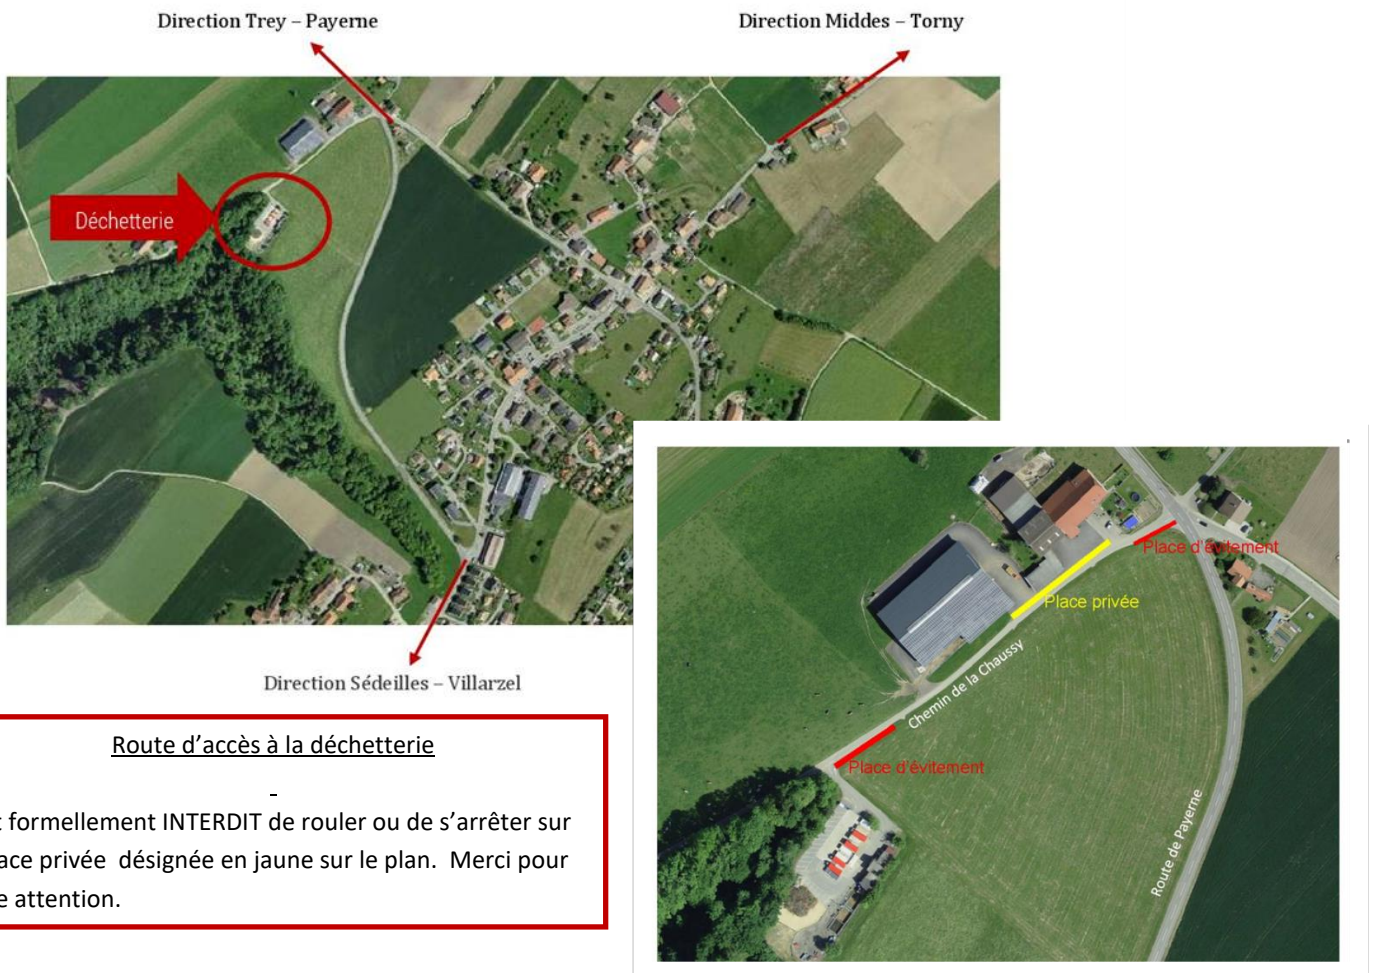 Direction Trey – Payerne
Direction Middes – Torny
Déchetterie
Direction Sédeilles – Villarzel
Place d'évitement
Place privée
Chemin de la Chaussy
Place d'évitement
Route de Payerne
Route d'accès à la déchetterie
-
t formellement INTERDIT de rouler ou de s'arrêter sur
ace privée désignée en jaune sur le plan. Merci pour
e attention.